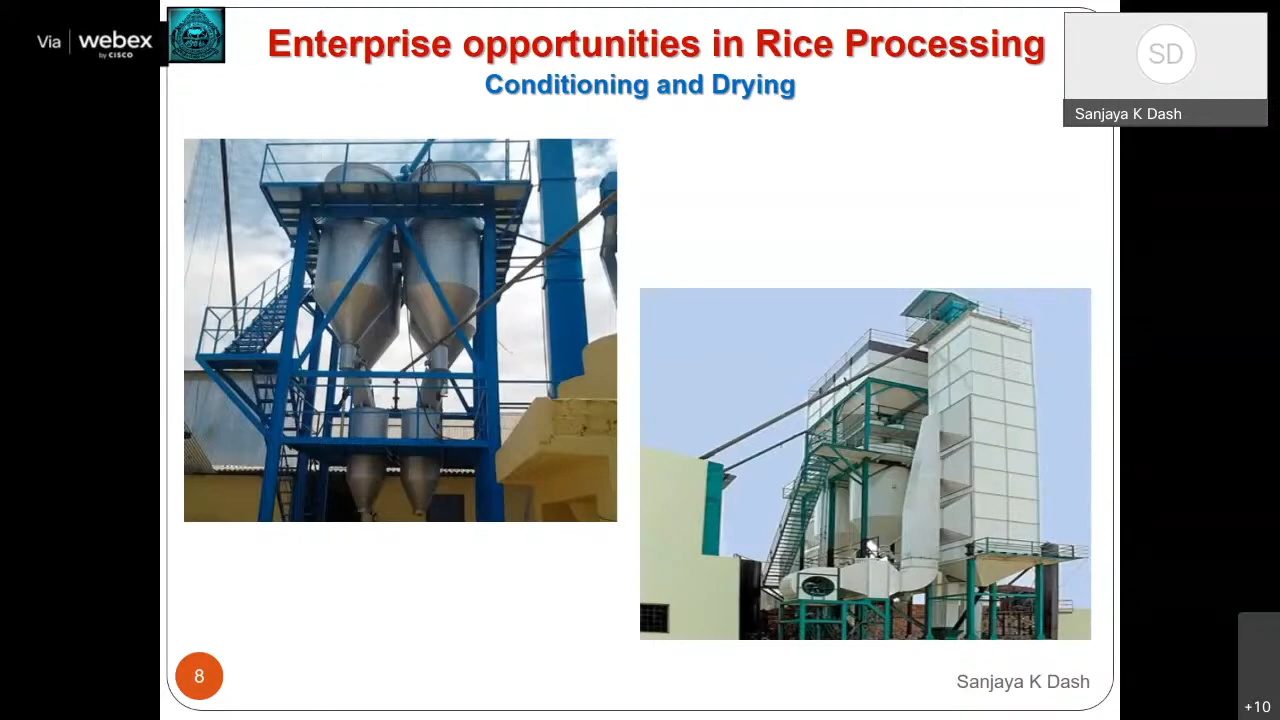 Via webex
by CISCO
Enterprise opportunities in Rice Processing
Conditioning and Drying
SD
Sanjaya K Dash
8
Sanjaya K Dash
+10